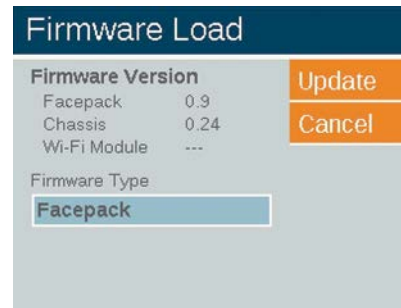 Firmware Load
Firmware Version
Facepack 0.9
Chassis 0.24
Wi-Fi Module ---
Firmware Type
Facepack
Update
Cancel